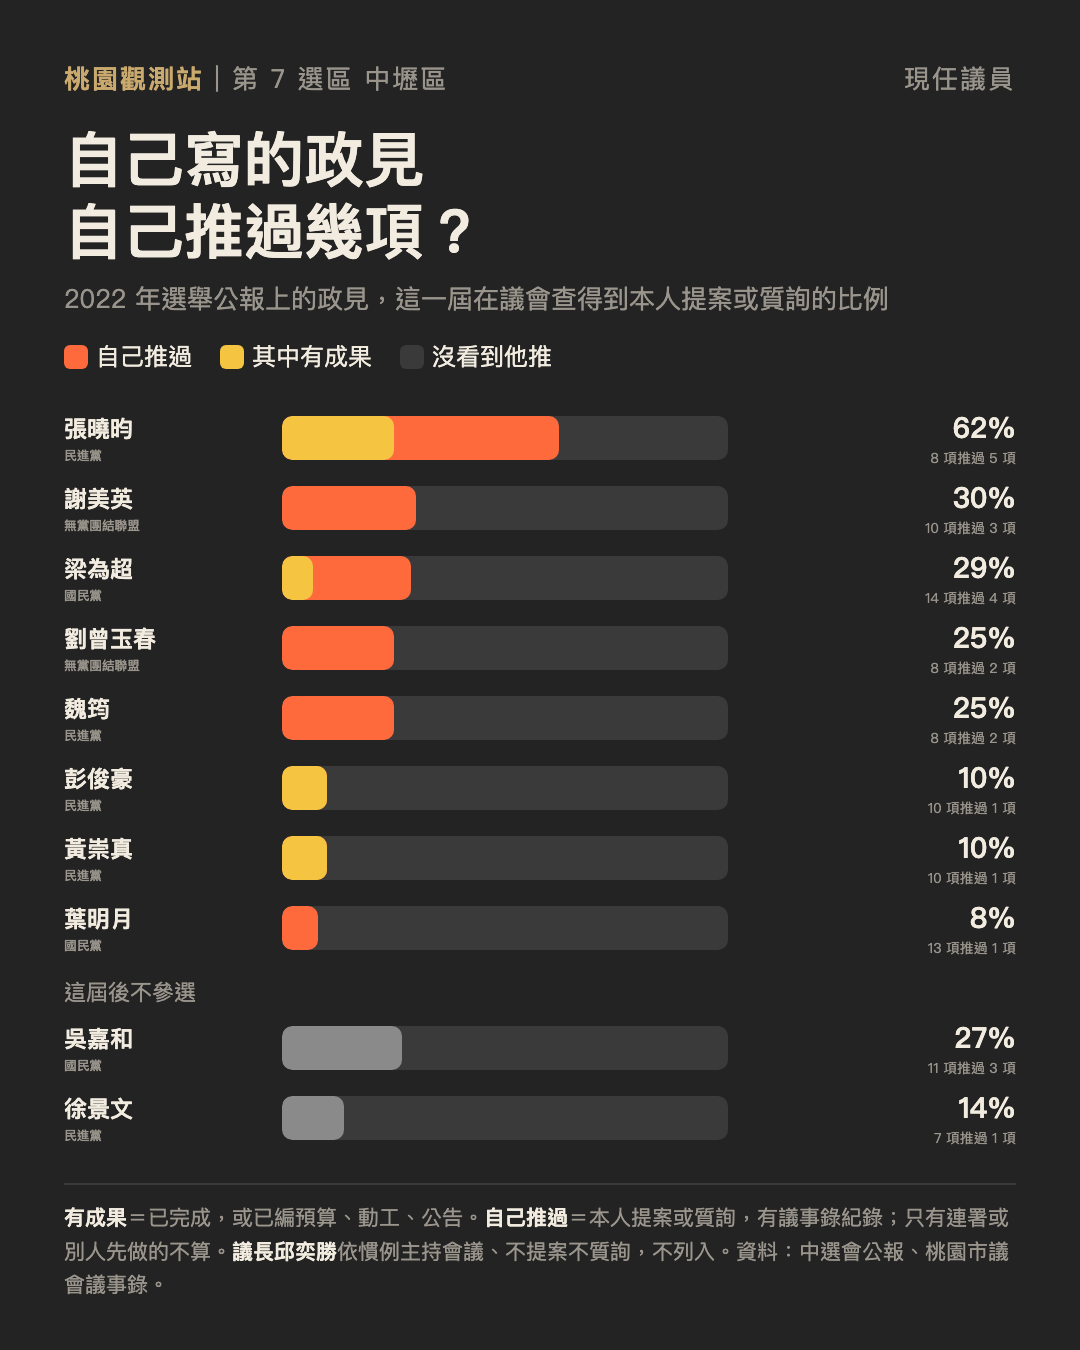 桃園觀測站｜第 7 選區 中壢區
現任議員
自己寫的政見
自己推過幾項？
2022 年選舉公報上的政見，這一屆在議會查得到本人提案或質詢的比例
自己推過 其中有成果 沒看到他推
張曉昀
民進黨
62%
8 項推過 5 項
謝美英
無黨團結聯盟
30%
10 項推過 3 項
梁為超
國民黨
29%
14 項推過 4 項
劉曾玉春
無黨團結聯盟
25%
8 項推過 2 項
魏筠
民進黨
25%
8 項推過 2 項
彭俊豪
民進黨
10%
10 項推過 1 項
黃崇真
民進黨
10%
10 項推過 1 項
葉明月
國民黨
8%
13 項推過 1 項
這屆後不參選
吳嘉和
國民黨
27%
11 項推過 3 項
徐景文
民進黨
14%
7 項推過 1 項
有成果＝已完成，或已編預算、動工、公告。自己推過＝本人提案或質詢，有議事錄紀錄；只有連署或
別人先做的不算。議長邱奕勝依慣例主持會議、不提案不質詢，不列入。資料：中選會公報、桃園市議
會議事錄。